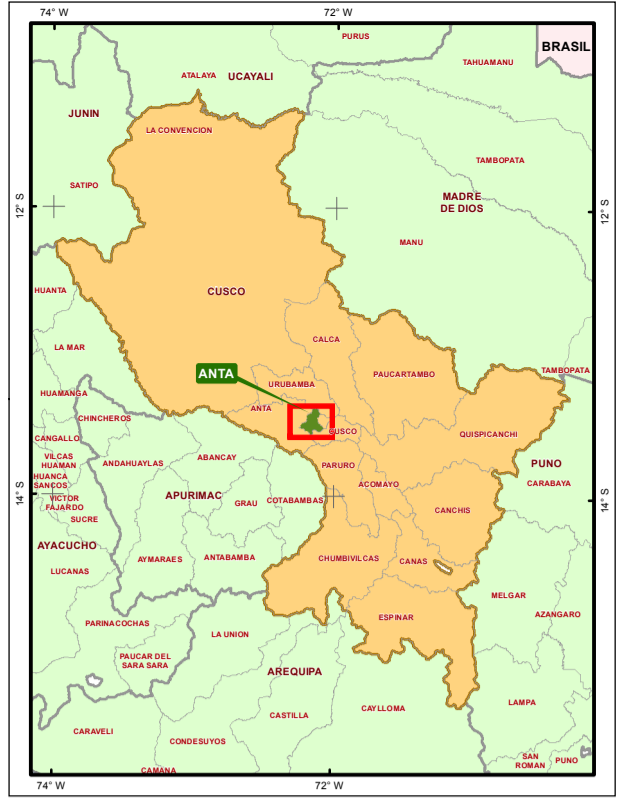 74° W
72° W
PURUS
BRASIL
TAHUAMANU
ATALAYA
UCAYALI
JUNIN
LA CONVENCION
TAMBOPATA
SATIPO
MADRE
DE DIOS
12° S
12° S
MANU
HUANTA
CUSCO
CALCA
LA MAR
ANTA
PAUCARTAMBO
TAMBOPATA
URUBAMBA
HUAMANGA
ANTA
CHINCHEROS
CUSCO
QUISPICANCHI
CANGALLO
VILCAS
HUAMAN
ABANCAY
ANDAHUAYLAS
PARURO
PUNO
HUANCA
SANCOS
ACOMAYO
CARABAYA
14° S
14° S
APURIMAC
GRAU
COTABAMBAS
VICTOR
FAJARDO
CANCHIS
SUCRE
AYACUCHO
AYMARAES
ANTABAMBA
CHUMBIVILCAS
CANAS
LUCANAS
MELGAR
AZANGARO
PARINACOCHAS
ESPINAR
LA UNION
PAUCAR DEL
SARA SARA
AREQUIPA
CASTILLA
CAYLLOMA
LAMPA
CARAVELI
CONDESUYOS
SAN
ROMAN
PUNO
CAMANA
74° W
72° W